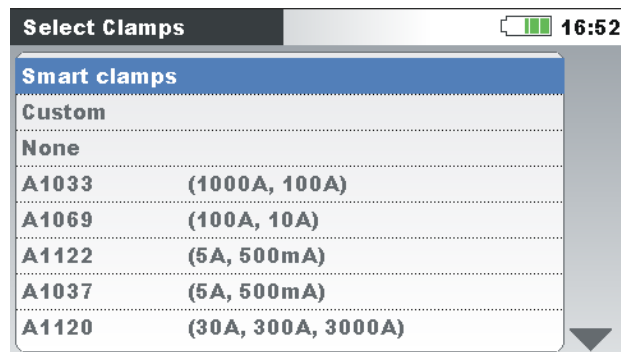 Select Clamps 16:52
Smart clamps
Custom
None
A1033 (1000A, 100A)
A1069 (100A, 10A)
A1122 (5A, 500mA)
A1037 (5A, 500mA)
A1120 (30A, 300A, 3000A)